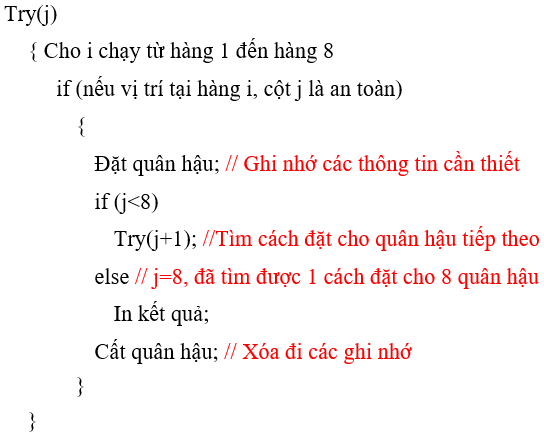 Try(j)
{ Cho i chạy từ hàng 1 đến hàng 8
if (nếu vị trí tại hàng i, cột j là an toàn)
{
Đặt quân hậu; // Ghi nhớ các thông tin cần thiết
if (j<8)
Try(j+1); //Tìm cách đặt cho quân hậu tiếp theo
else // j=8, đã tìm được 1 cách đặt cho 8 quân hậu
In kết quả;
Cất quân hậu; // Xóa đi các ghi nhớ
}
}